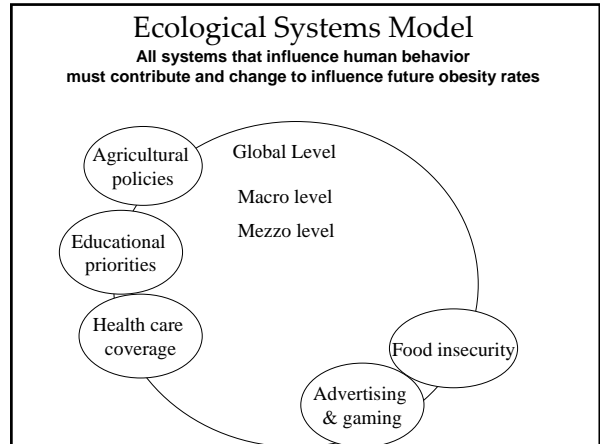 Ecological Systems Model
All systems that influence human behavior
must contribute and change to influence future obesity rates
Agricultural
policies
Global Level
Macro level
Mezzo level
Educational
priorities
Health care
coverage
Food insecurity
Advertising
& gaming